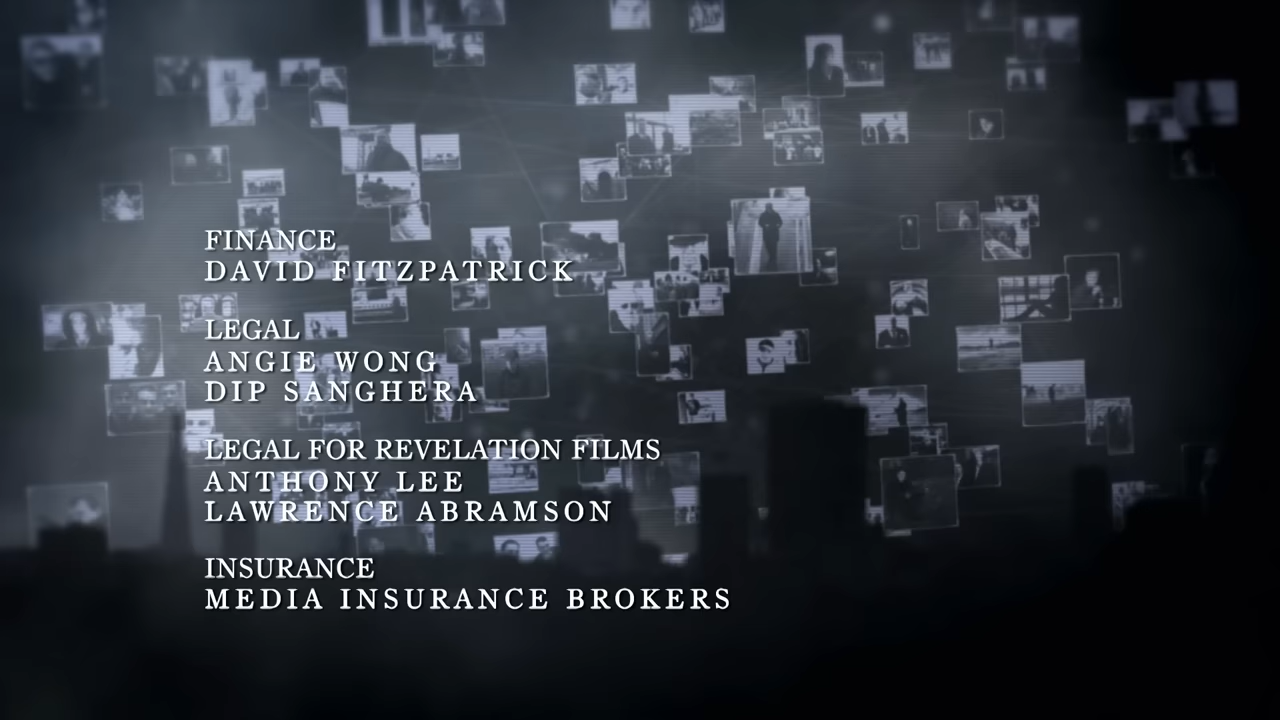 FINANCE
DAVID FITZPATRICK
LEGAL
ANGIE WONG
DIP SANGHERA
LEGAL FOR REVELATION FILMS
ANTHONY LEE
LAWRENCE ABRAMSON
INSURANCE
MEDIA INSURANCE BROKERS